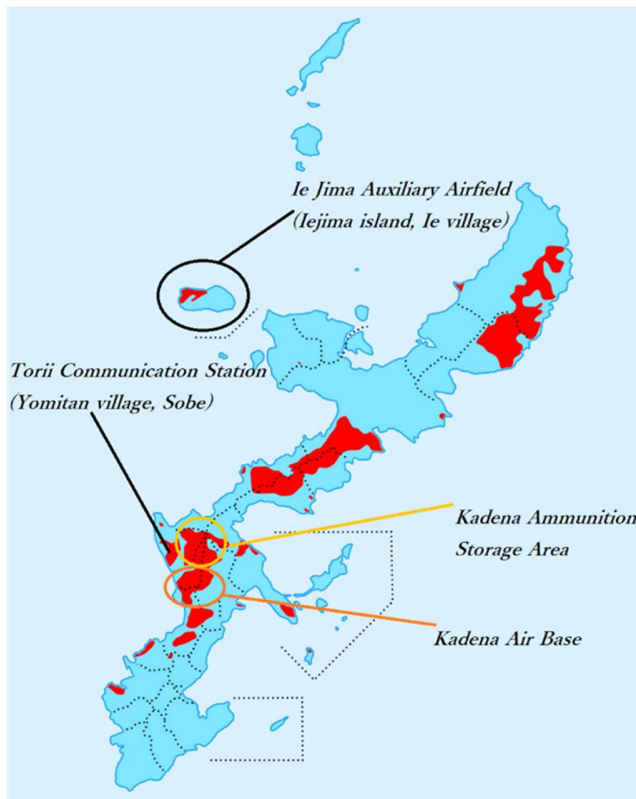 Ie Jima Auxiliary Airfield
(Iejima island, Ie village)
Torii Communication Station
(Yomitan village, Sobe)
Kadena Ammunition
Storage Area
Kadena Air Base